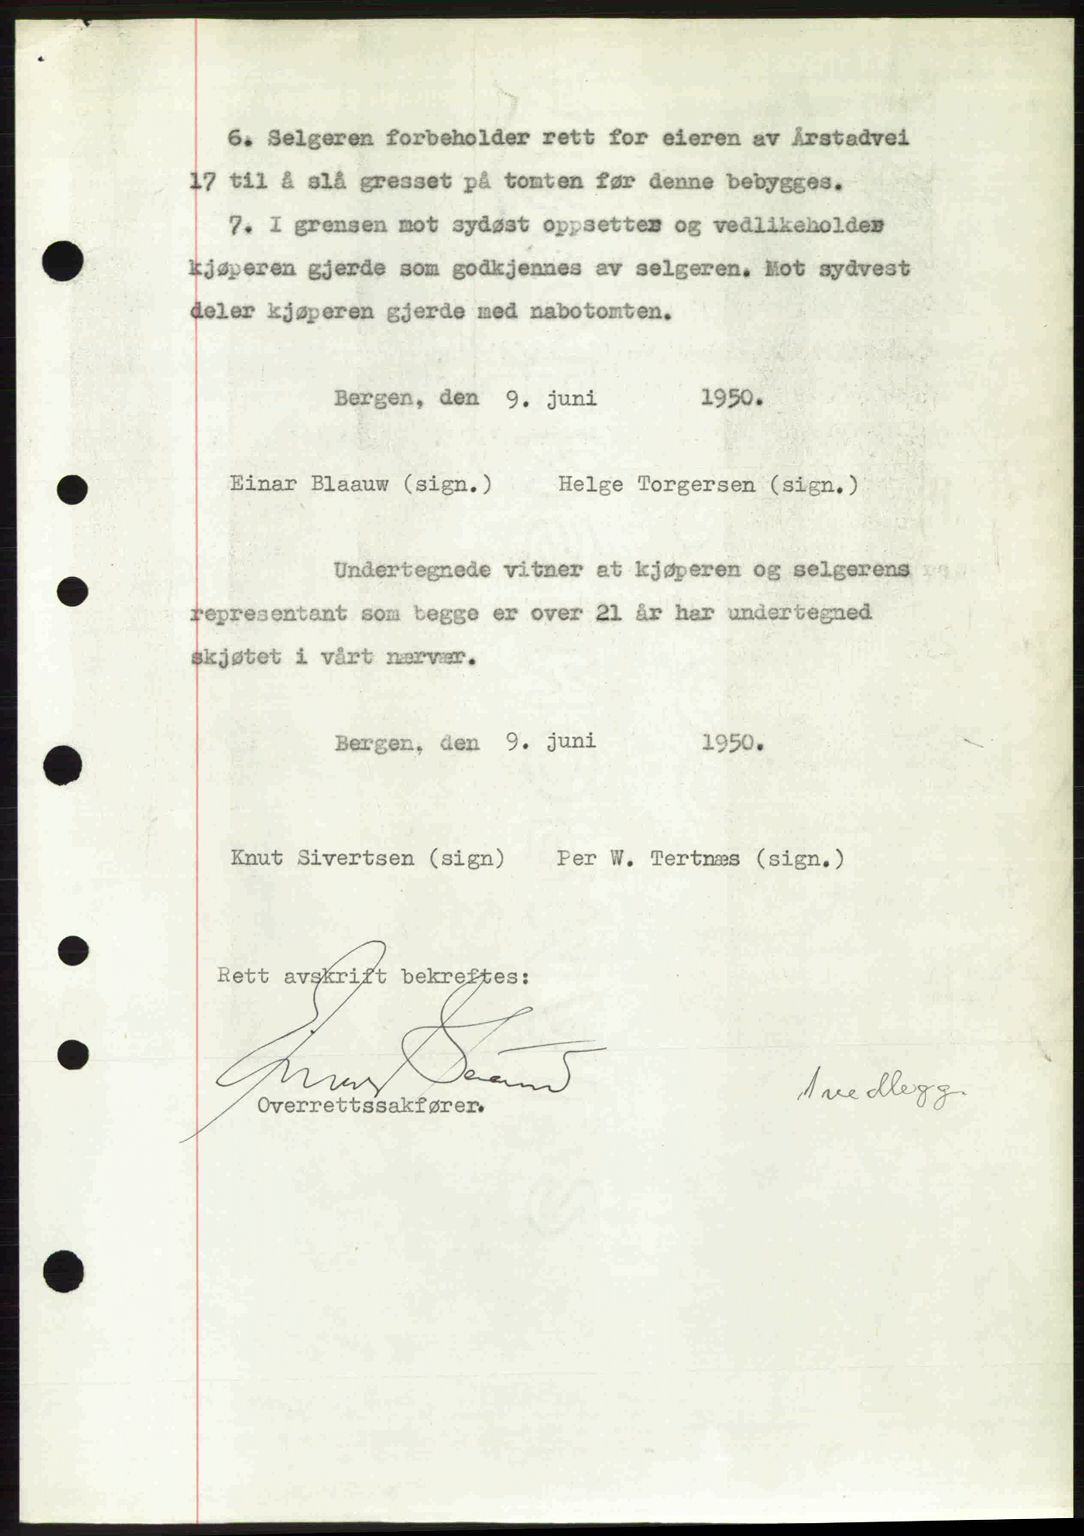 6. Selgeren forbeholder rett for eieren av Årstadvei
17 til å slå gresset på tomten før denne bebygges.
7. I grensen mot sydøst oppsetter og vedlikeholder
kjøperen gjerde som godkjennes av selgeren. Mot sydvest
deler kjøperen gjerde med nabotomten.
Bergen, den 9. juni 1950.
Einar Blaauw (sign.) Helge Torgersen (sign.)
Undertegnede vitner at kjøperen og selgerens
representant som begge er over 21 år har undertegned
skjøtet i vårt nærvær.
Bergen, den 9. juni 1950.
Knut Sivertsen (sign) Per W. Tertnæs (sign.)
Rett avskrift bekreftes:
Einar Blaauw
Overrettssakfører.
1 vedlegg.